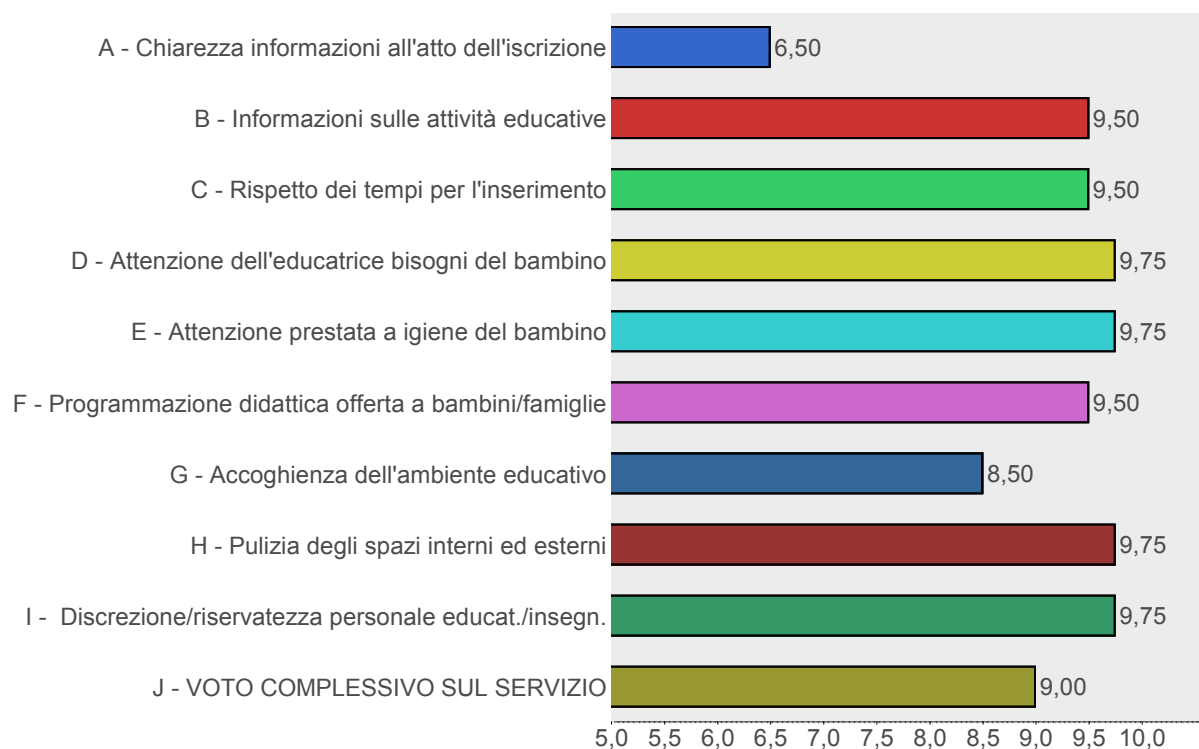 A - Chiarezza informazioni all'atto dell'iscrizione 6,50
B - Informazioni sulle attività educative 9,50
C - Rispetto dei tempi per l'inserimento 9,50
D - Attenzione dell'educatrice bisogni del bambino 9,75
E - Attenzione prestata a igiene del bambino 9,75
F - Programmazione didattica offerta a bambini/famiglie 9,50
G - Accoghienza dell'ambiente educativo 8,50
H - Pulizia degli spazi interni ed esterni 9,75
I -  Discrezione/riservatezza personale educat./insegn. 9,75
J - VOTO COMPLESSIVO SUL SERVIZIO 9,00
5,0 5,5 6,0 6,5 7,0 7,5 8,0 8,5 9,0 9,5 10,0